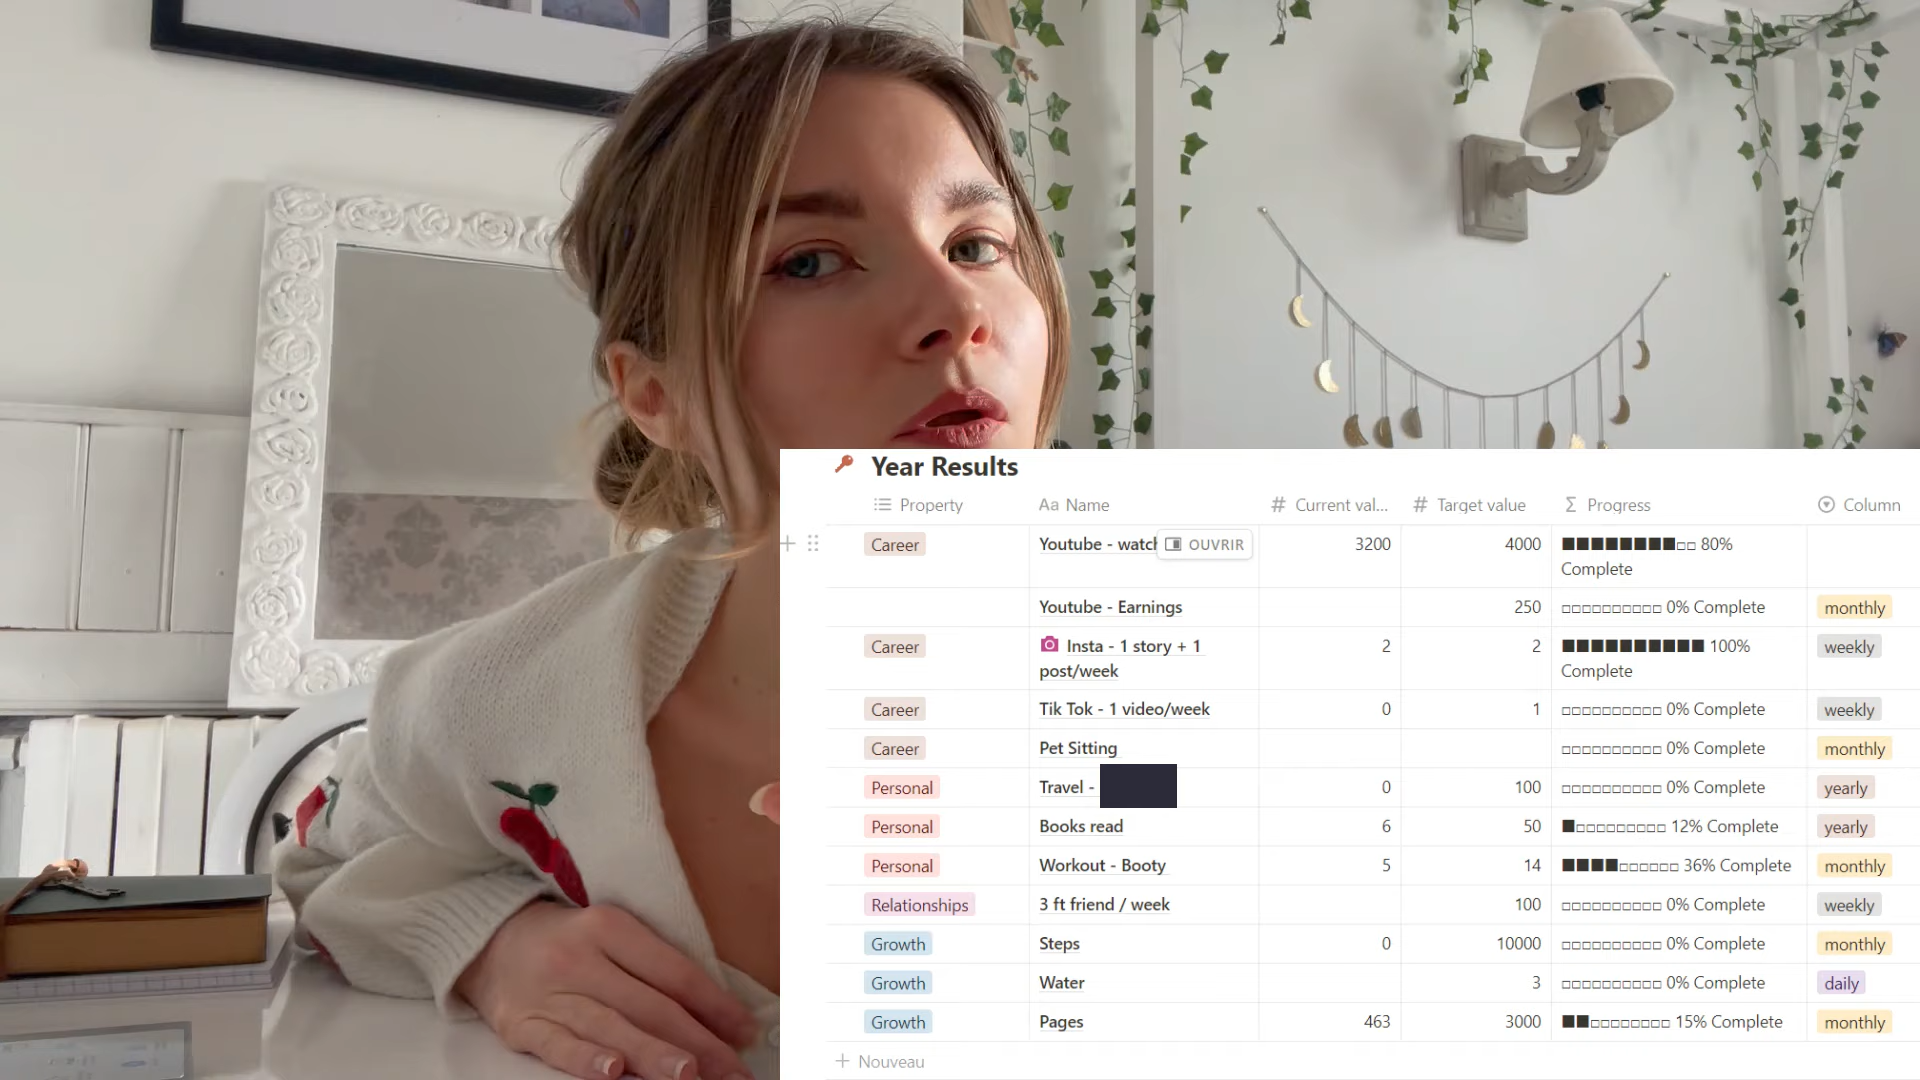 Year Results
Property Aa Name # Current val... # Target value Σ Progress Column
Career Youtube - watch OUVRIR 3200 4000 80%
Complete
Youtube - Earnings 250 0% Complete monthly
Career Insta - 1 story + 1 2 2 100% weekly
post/week Complete
Career Tik Tok - 1 video/week 0 1 0% Complete weekly
Career Pet Sitting 0% Complete monthly
Personal Travel - 0 100 0% Complete yearly
Personal Books read 6 50 12% Complete yearly
Personal Workout - Booty 5 14 36% Complete monthly
Relationships 3 ft friend / week 100 0% Complete weekly
Growth Steps 0 10000 0% Complete monthly
Growth Water 3 0% Complete daily
Growth Pages 463 3000 15% Complete monthly
+ Nouveau